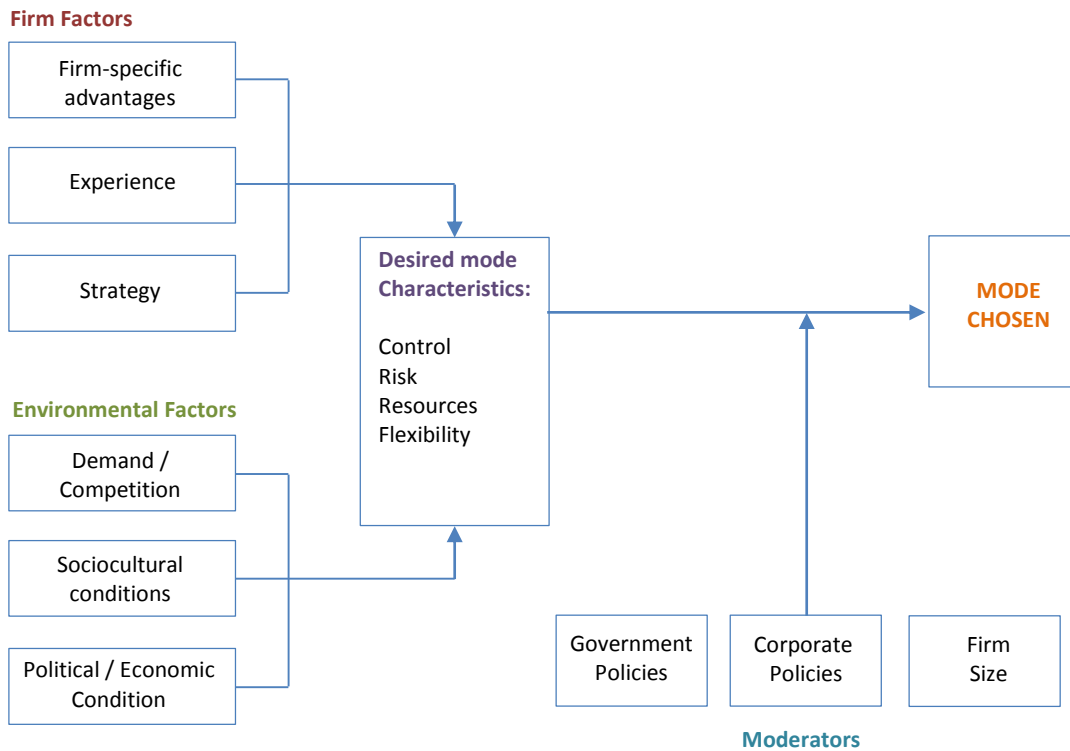 Firm Factors
Firm-specific
advantages
Experience
Strategy
Environmental Factors
Demand /
Competition
Sociocultural
conditions
Political / Economic
Condition
Desired mode
Characteristics:
Control
Risk
Resources
Flexibility
MODE
CHOSEN
Government
Policies
Corporate
Policies
Firm
Size
Moderators